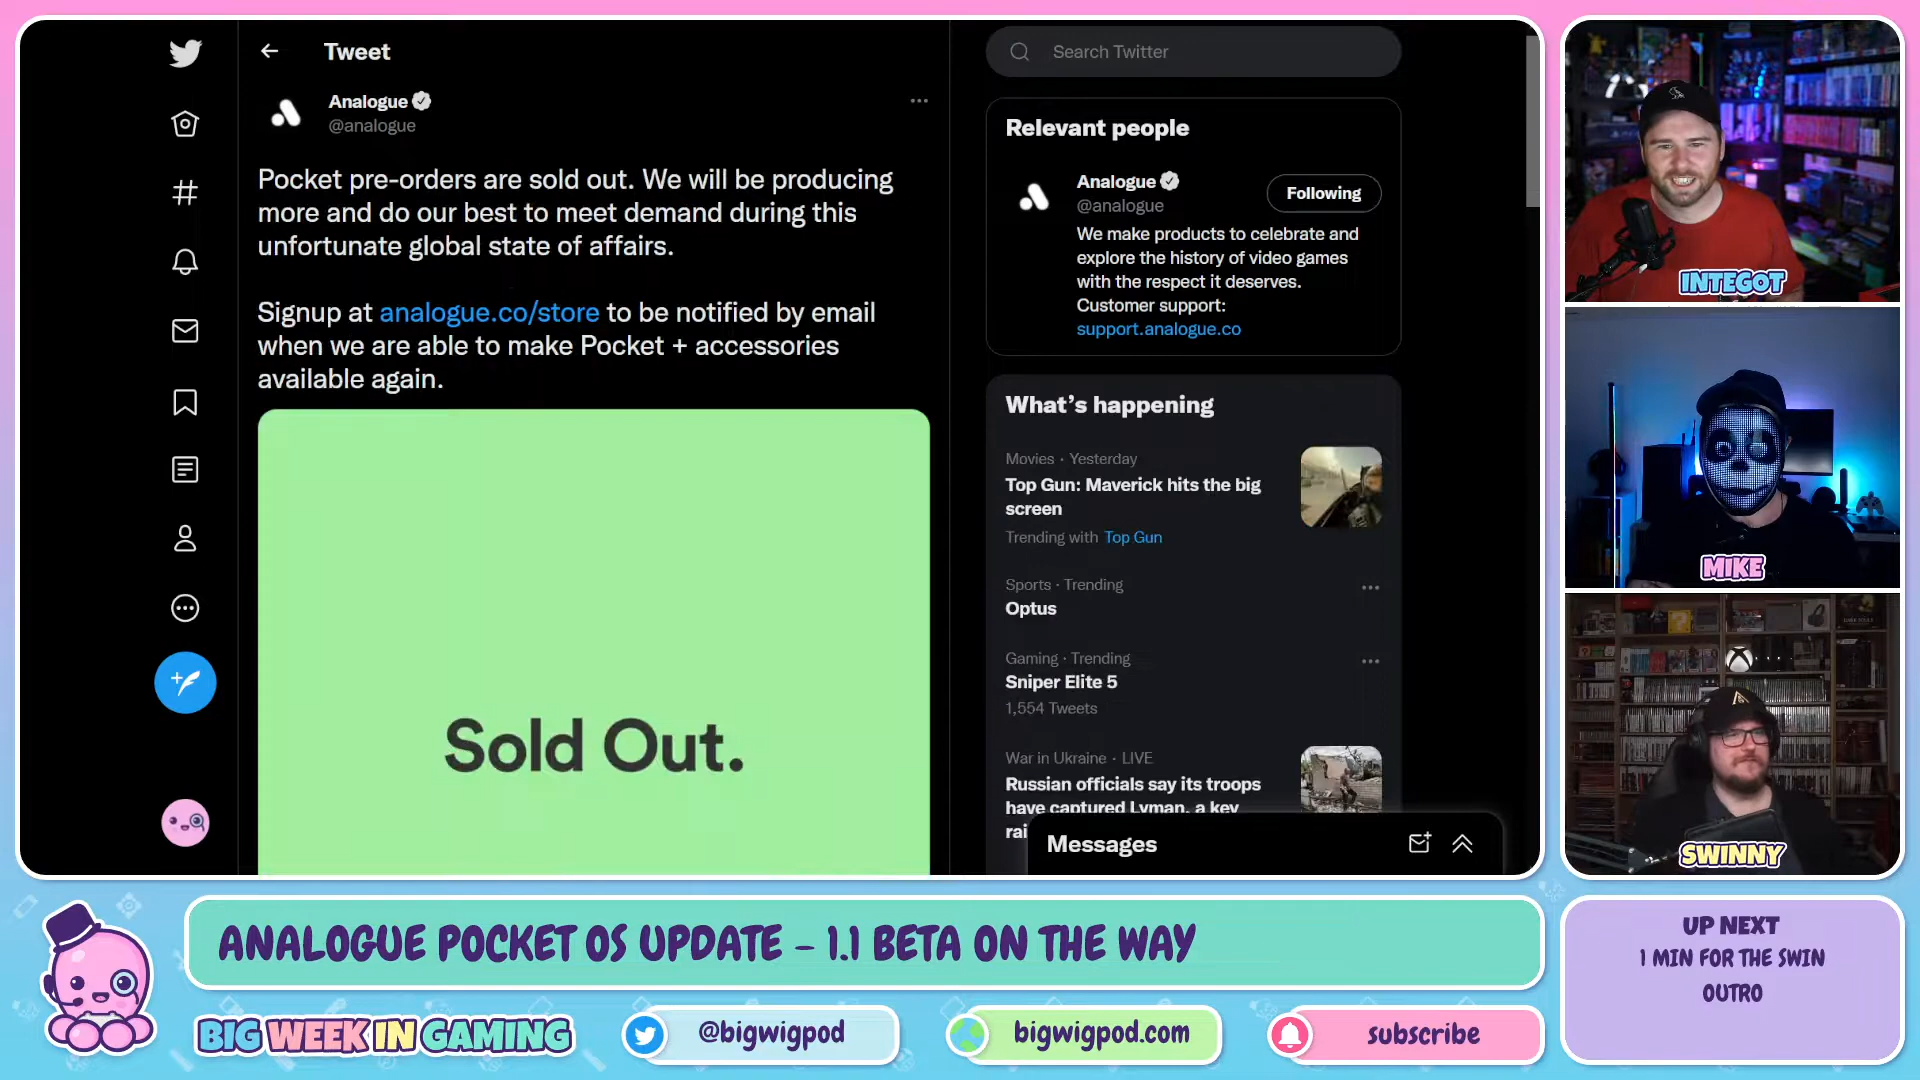 Tweet
Analogue
@analogue
Pocket pre-orders are sold out. We will be producing
more and do our best to meet demand during this
unfortunate global state of affairs.
Signup at analogue.co/store to be notified by email
when we are able to make Pocket + accessories
available again.
Sold Out.
Search Twitter
Relevant people
Analogue
@analogue
Following
We make products to celebrate and
explore the history of video games
with the respect it deserves.
Customer support:
support.analogue.co
What's happening
Movies · Yesterday
Top Gun: Maverick hits the big
screen
Trending with Top Gun
Sports · Trending
Optus
Gaming · Trending
Sniper Elite 5
1,554 Tweets
War in Ukraine · LIVE
Russian officials say its troops
have captured Lyman, a key
rai
Messages
INTEGOT
MIKE
SWINNY
ANALOGUE POCKET OS UPDATE - 1.1 BETA ON THE WAY
UP NEXT
1 MIN FOR THE SWIN
OUTRO
BIG WEEK IN GAMING
@bigwigpod
bigwigpod.com
subscribe